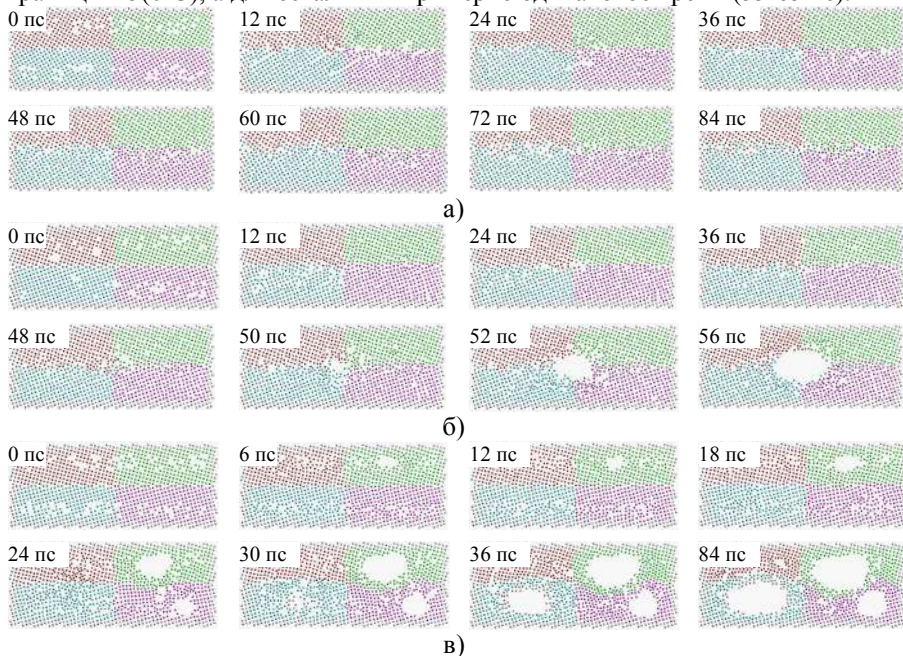 0 пс 12 пс 24 пс 36 пс
48 пс 60 пс 72 пс 84 пс
а)
0 пс 12 пс 24 пс 36 пс
48 пс 50 пс 52 пс 56 пс
б)
0 пс 6 пс 12 пс 18 пс
24 пс 30 пс 36 пс 84 пс
в)